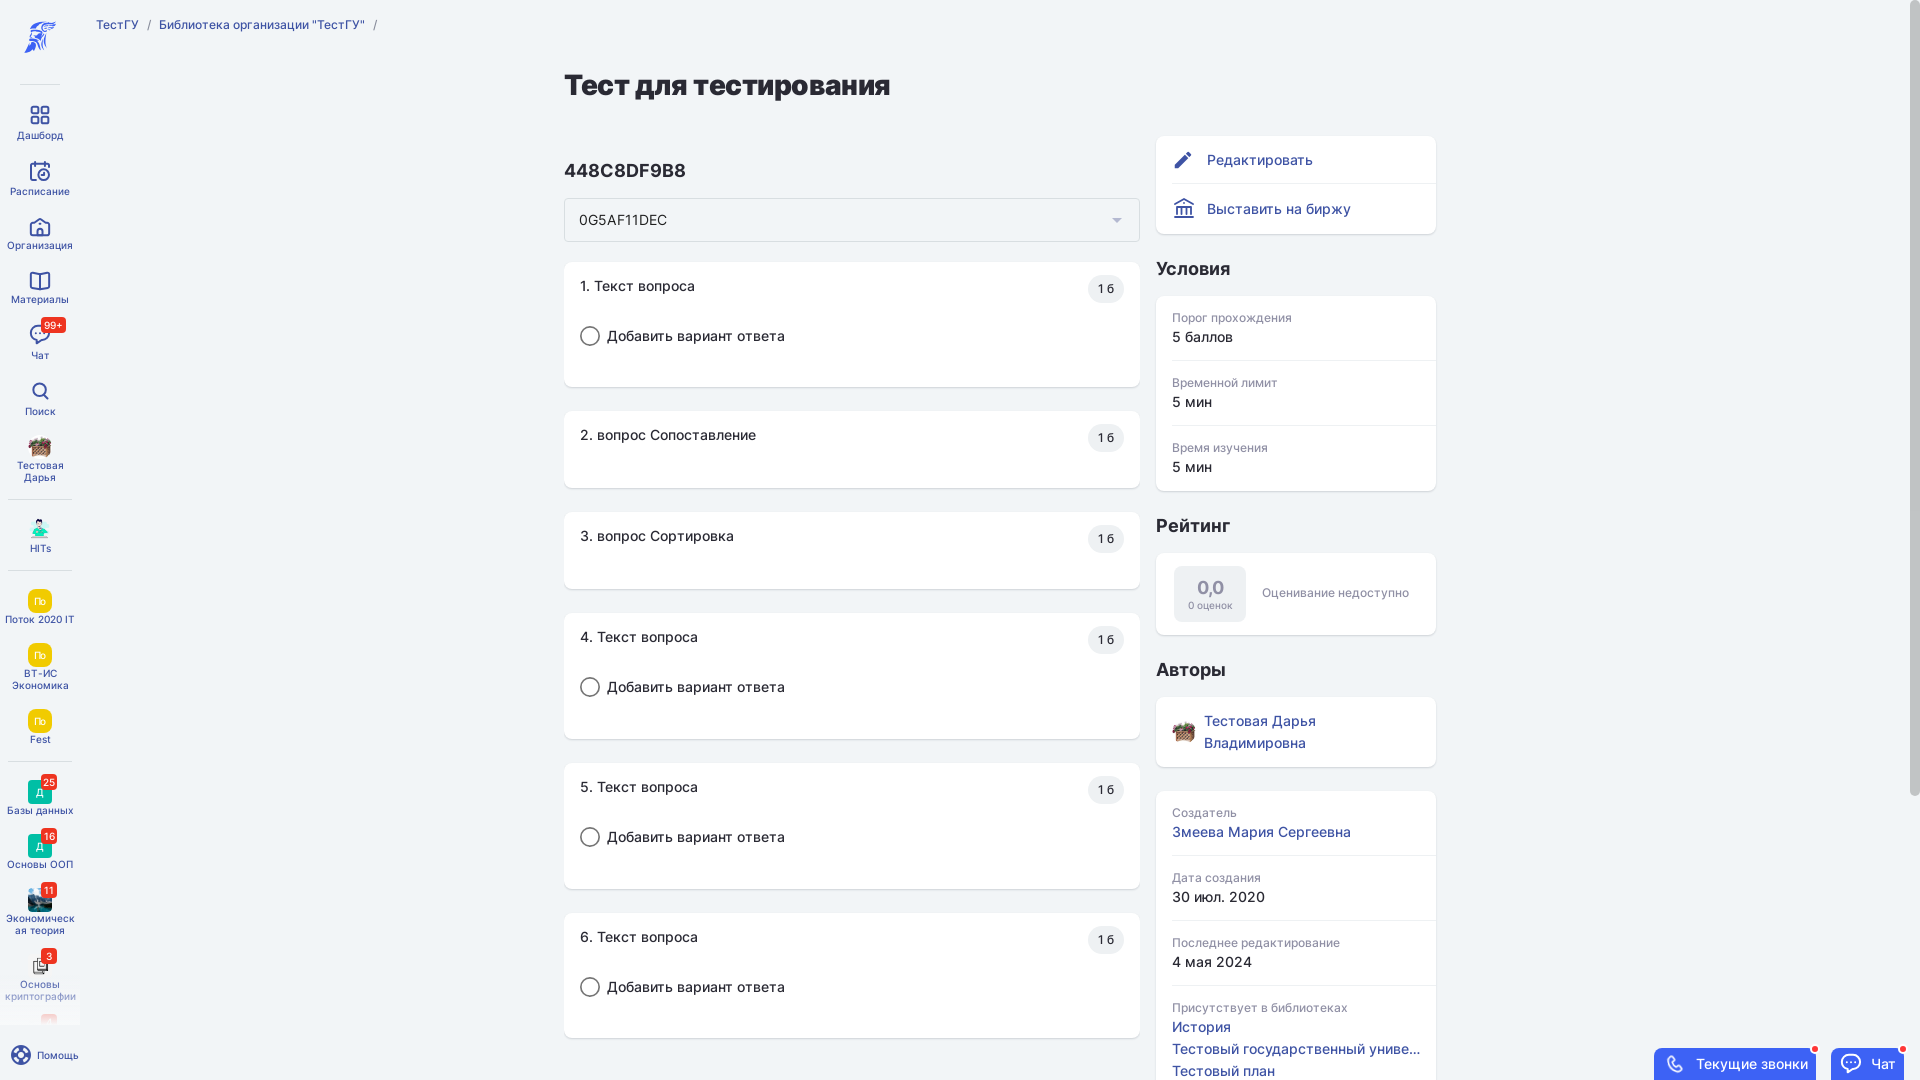 ТестГУ / Библиотека организации "ТестГУ" /
Дашборд
Расписание
Организация
Материалы
99+
Чат
Поиск
Тестовая
Дарья
HITs
По
Поток 2020 IT
По
ВТ-ИС
Экономика
По
Fest
25
Д
Базы данных
16
Д
Основы ООП
11
Экономическ
ая теория
3
Основы
криптографии
Помощь
Тест для тестирования
448C8DF9B8
0G5AF11DEC
1. Текст вопроса
1 б
Добавить вариант ответа
2. вопрос Сопоставление
1 б
3. вопрос Сортировка
1 б
4. Текст вопроса
1 б
Добавить вариант ответа
5. Текст вопроса
1 б
Добавить вариант ответа
6. Текст вопроса
1 б
Добавить вариант ответа
Редактировать
Выставить на биржу
Условия
Порог прохождения
5 баллов
Временной лимит
5 мин
Время изучения
5 мин
Рейтинг
0,0
0 оценок
Оценивание недоступно
Авторы
Тестовая Дарья
Владимировна
Создатель
Змеева Мария Сергеевна
Дата создания
30 июл. 2020
Последнее редактирование
4 мая 2024
Присутствует в библиотеках
История
Тестовый государственный униве...
Тестовый план
Текущие звонки
Чат